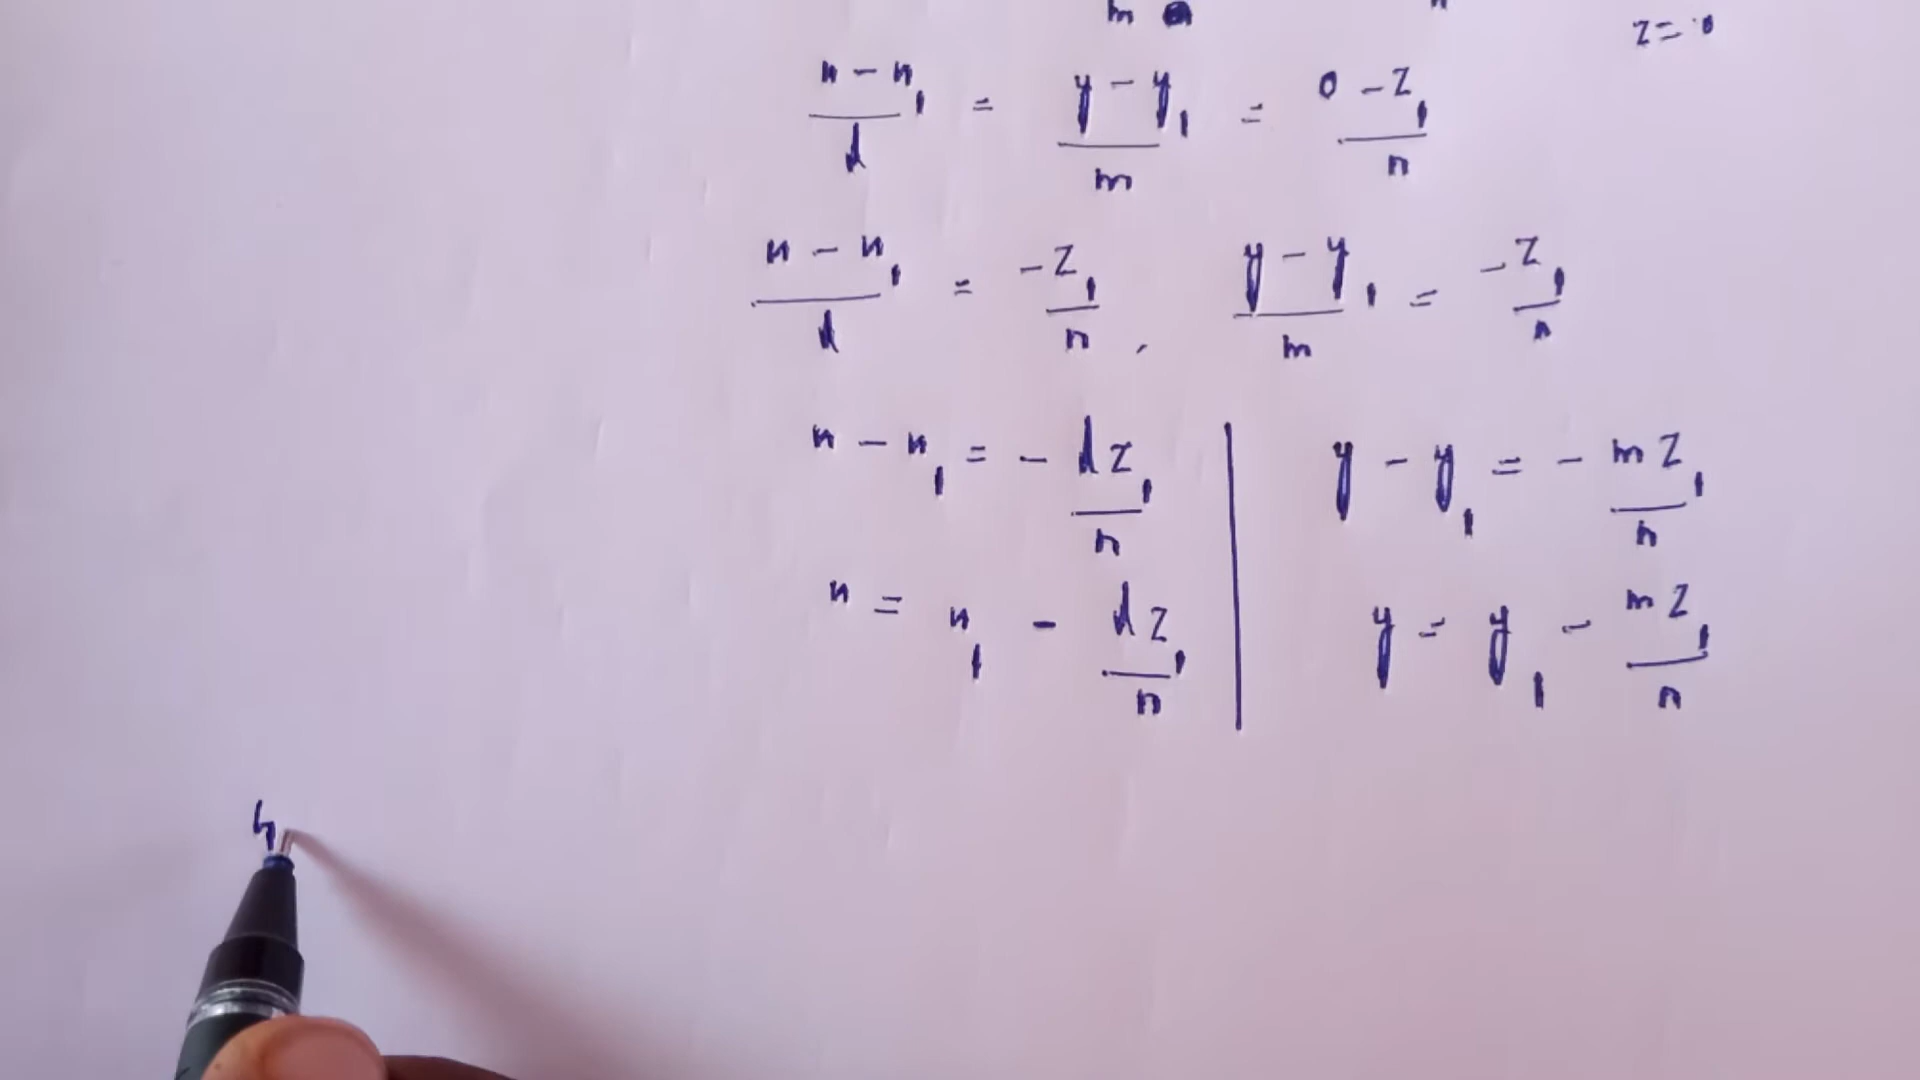 m n
z = 0
(x - x₁)/l = (y - y₁)/m = (0 - z₁)/n
(x - x₁)/l = -z₁/n , (y - y₁)/m = -z₁/n
x - x₁ = - lz₁/n | y - y₁ = - mz₁/n
x = x₁ - lz₁/n | y = y₁ - mz₁/n